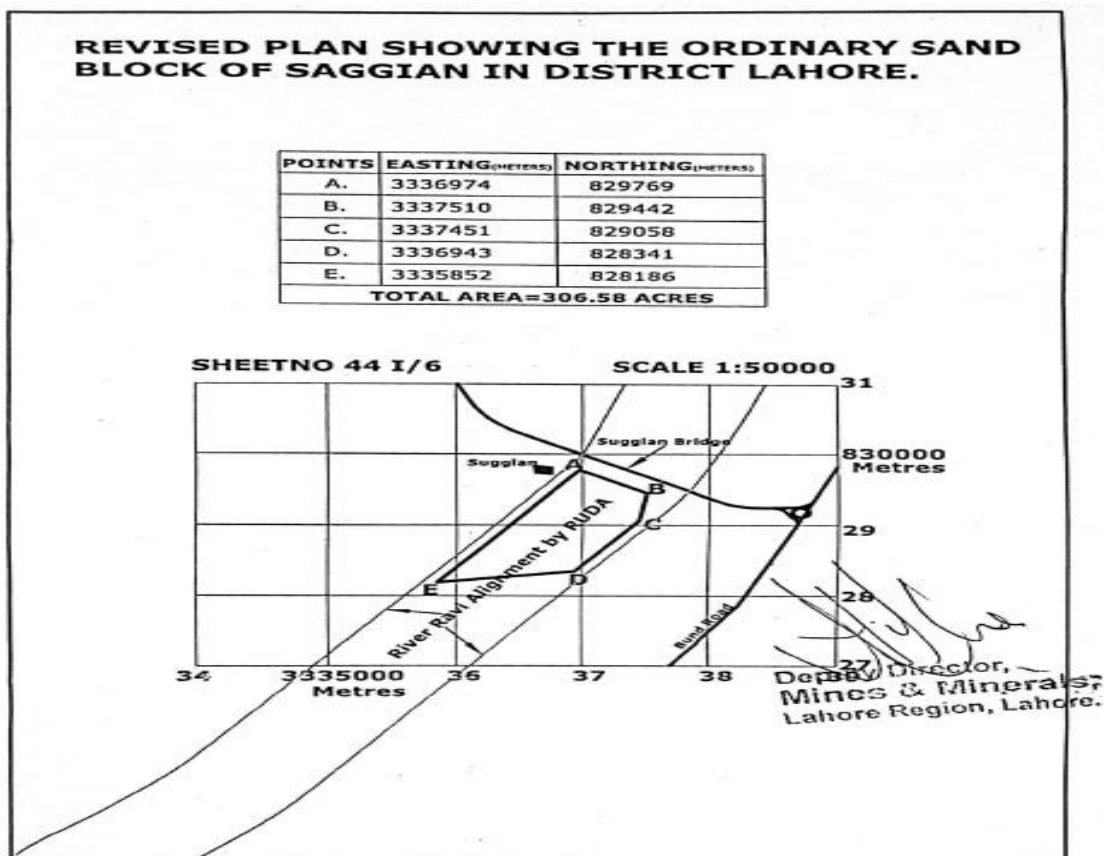 REVISED PLAN SHOWING THE ORDINARY SAND
BLOCK OF SAGGIAN IN DISTRICT LAHORE.
POINTS EASTING(METERS) NORTHING(METERS)
A. 3336974 829769
B. 3337510 829442
C. 3337451 829058
D. 3336943 828341
E. 3335852 828186
TOTAL AREA=306.58 ACRES
SHEETNO 44 I/6 SCALE 1:50000
31
Suggian Bridge
830000
Metres
Suggian
A
B
C
29
River Ravi Alignment by RUDA
D
E
28
Bund Road
27
34 3335000 36 37 38
Metres
Deputy Director,
Mines & Minerals,
Lahore Region, Lahore.